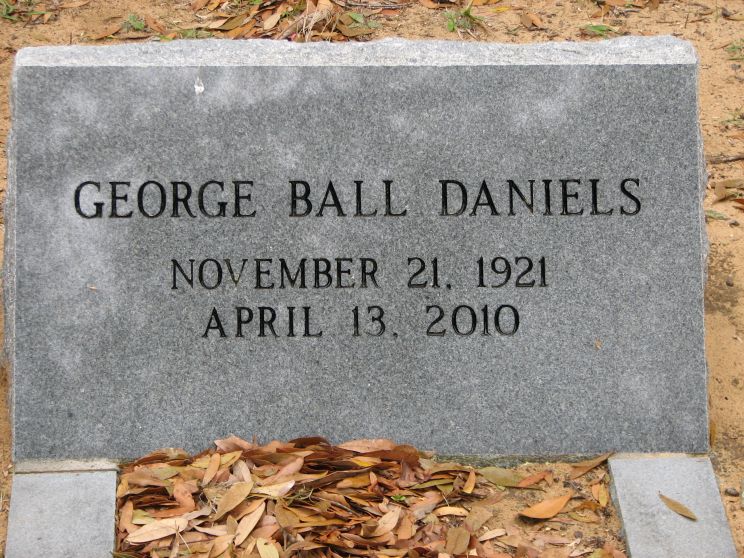 GEORGE BALL DANIELS
NOVEMBER 21, 1921
APRIL 13, 2010